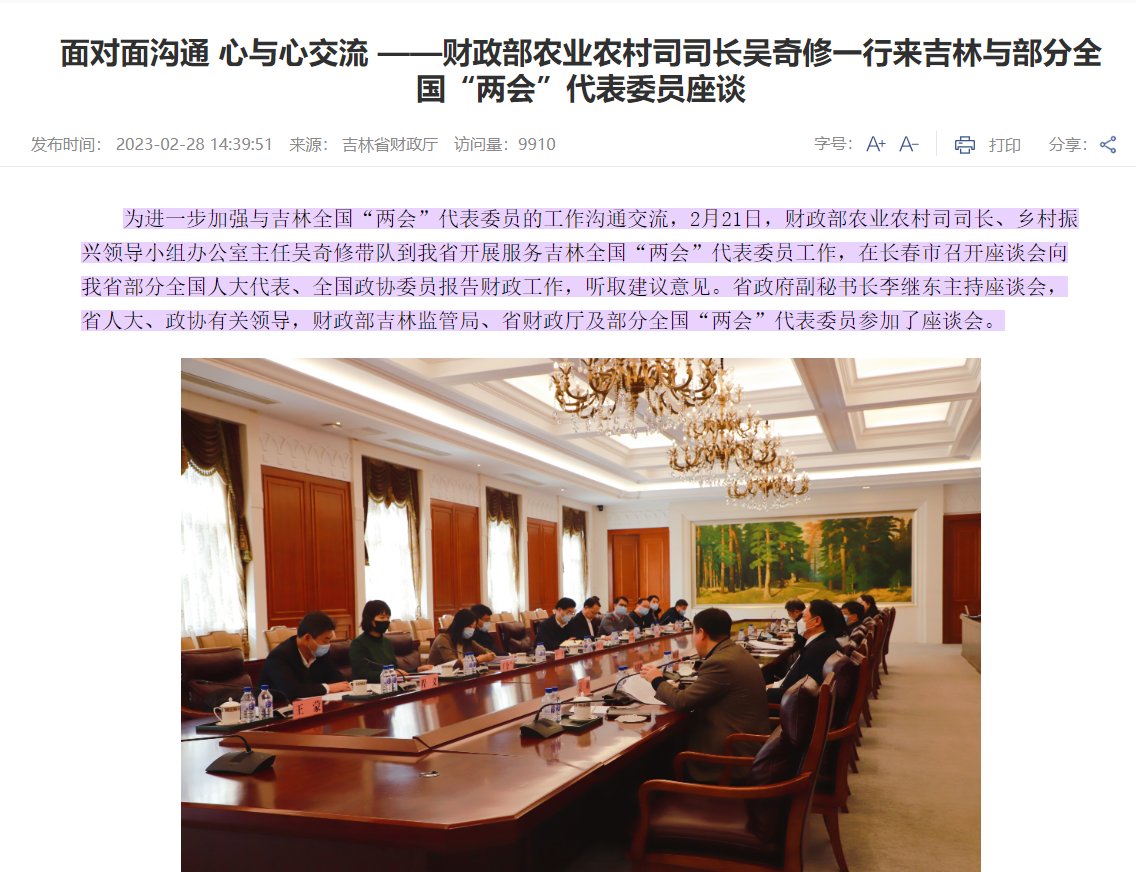 面对面沟通 心与心交流 ——财政部农业农村司司长吴奇修一行来吉林与部分全
国“两会”代表委员座谈
发布时间： 2023-02-28 14:39:51 来源： 吉林省财政厅 访问量：9910 字号： A+ A- 打印 分享：
为进一步加强与吉林全国“两会”代表委员的工作沟通交流，2月21日，财政部农业农村司司长、乡村振
兴领导小组办公室主任吴奇修带队到我省开展服务吉林全国“两会”代表委员工作，在长春市召开座谈会向
我省部分全国人大代表、全国政协委员报告财政工作，听取建议意见。省政府副秘书长李继东主持座谈会，
省人大、政协有关领导，财政部吉林监管局、省财政厅及部分全国“两会”代表委员参加了座谈会。
王 蒙